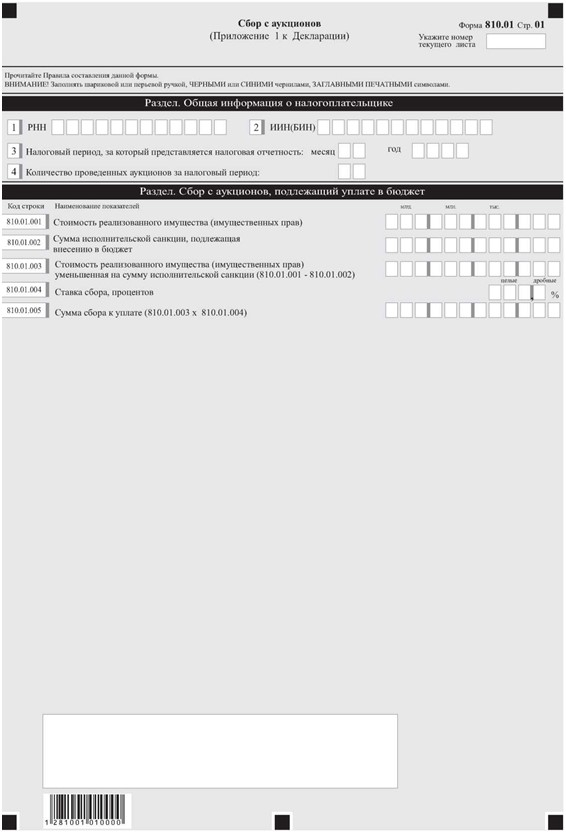 Сбор с аукционов
(Приложение 1 к Декларации)
Форма 810.01 Стр. 01
Укажите номер
текущего листа
Прочитайте Правила составления данной формы.
ВНИМАНИЕ! Заполнять шариковой или перьевой ручкой, ЧЕРНЫМИ или СИНИМИ чернилами, ЗАГЛАВНЫМИ ПЕЧАТНЫМИ символами.
Раздел. Общая информация о налогоплательщике
1 РНН 2 ИИН(БИН)
3 Налоговый период, за который представляется налоговая отчетность: месяц год
4 Количество проведенных аукционов за налоговый период:
Раздел. Сбор с аукционов, подлежащий уплате в бюджет
Код строки Наименование показателей млрд. млн. тыс.
810.01.001 Стоимость реализованного имущества (имущественных прав)
810.01.002 Сумма исполнительской санкции, подлежащая
внесению в бюджет
810.01.003 Стоимость реализованного имущества (имущественных прав)
уменьшенная на сумму исполнительской санкции (810.01.001 - 810.01.002)
целые дробные
810.01.004 Ставка сбора, процентов %
810.01.005 Сумма сбора к уплате (810.01.003 х 810.01.004)
1 281001 010000